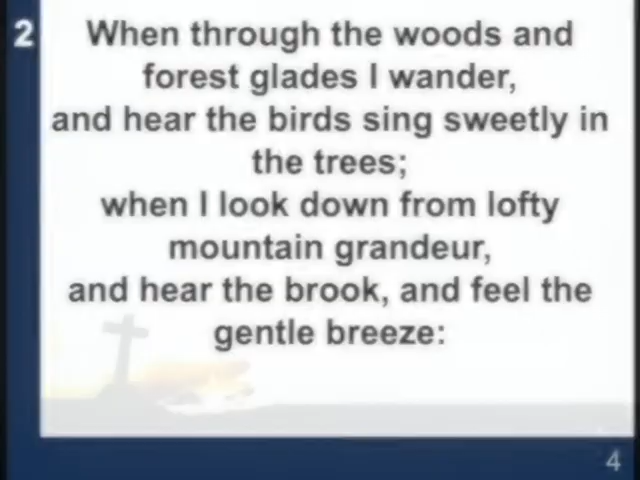 2
When through the woods and
forest glades I wander,
and hear the birds sing sweetly in
the trees;
when I look down from lofty
mountain grandeur,
and hear the brook, and feel the
gentle breeze:
4